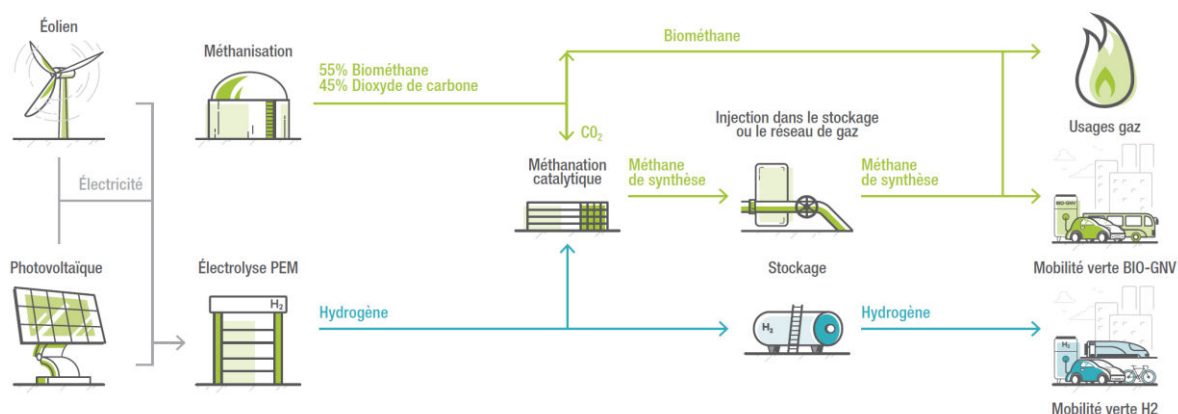 Éolien
Méthanisation
55% Biométhane
45% Dioxyde de carbone
Biométhane
Usages gaz
CO₂
Injection dans le stockage
ou le réseau de gaz
Méthanation
catalytique
Méthane
de synthèse
Méthane
de synthèse
BIO-GNV
Mobilité verte BIO-GNV
Électricité
Photovoltaïque
Électrolyse PEM
H₂
Hydrogène
Stockage
H₂
Hydrogène
H₂
Mobilité verte H2